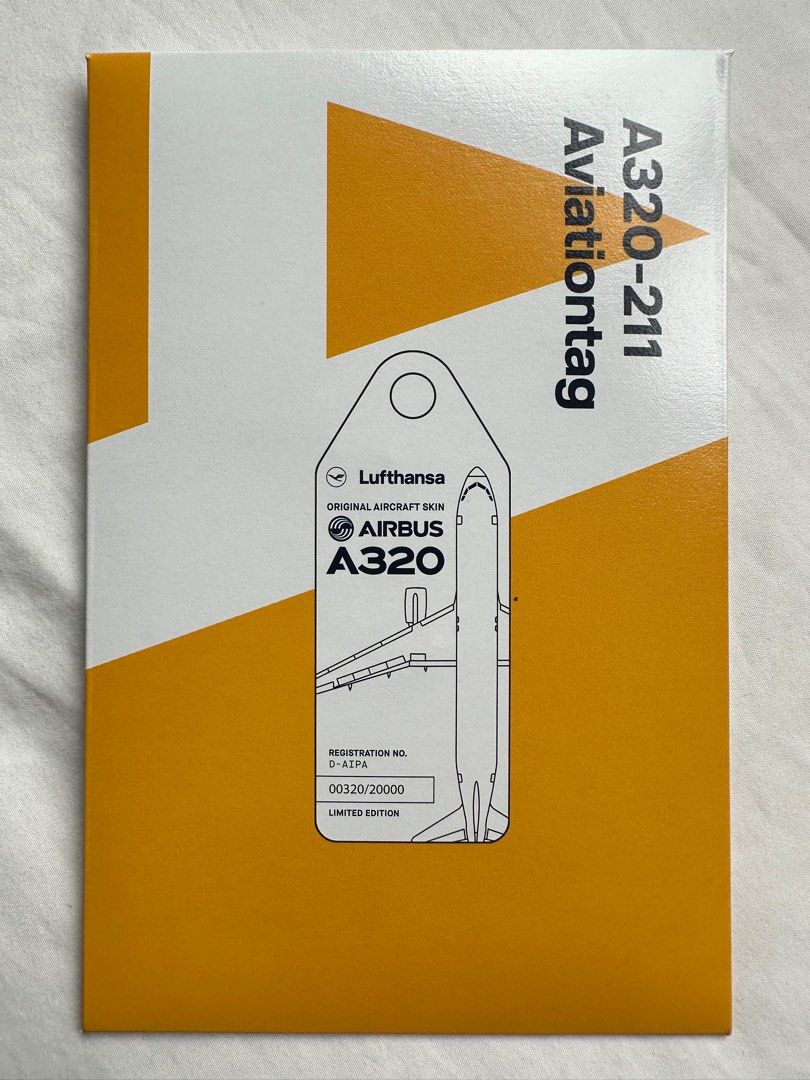 A320-211
Aviationtag
Lufthansa
ORIGINAL AIRCRAFT SKIN
AIRBUS
A320
REGISTRATION NO.
D-AIPA
00320/20000
LIMITED EDITION